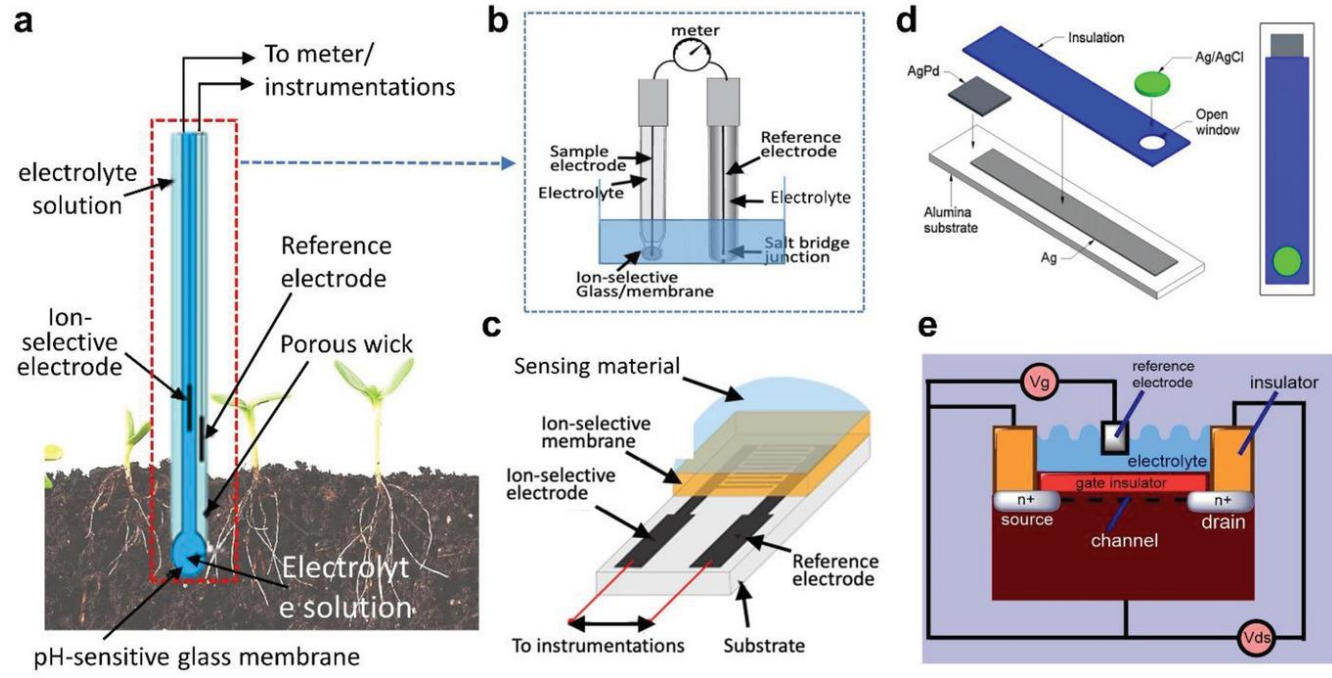 a
To meter/
instrumentations
electrolyte
solution
Reference
electrode
Ion-
selective
electrode
Porous wick
Electrolyt
e solution
pH-sensitive glass membrane
b
meter
Sample
electrode
Electrolyte
Reference
electrode
Electrolyte
Salt bridge
junction
Ion-selective
Glass/membrane
c
Sensing material
Ion-selective
membrane
Ion-selective
electrode
Reference
electrode
To instrumentations
Substrate
d
Insulation
AgPd
Ag/AgCl
Open
window
Alumina
substrate
Ag
e
Vg
reference
electrode
insulator
electrolyte
gate insulator
n+
n+
source
drain
channel
Vds